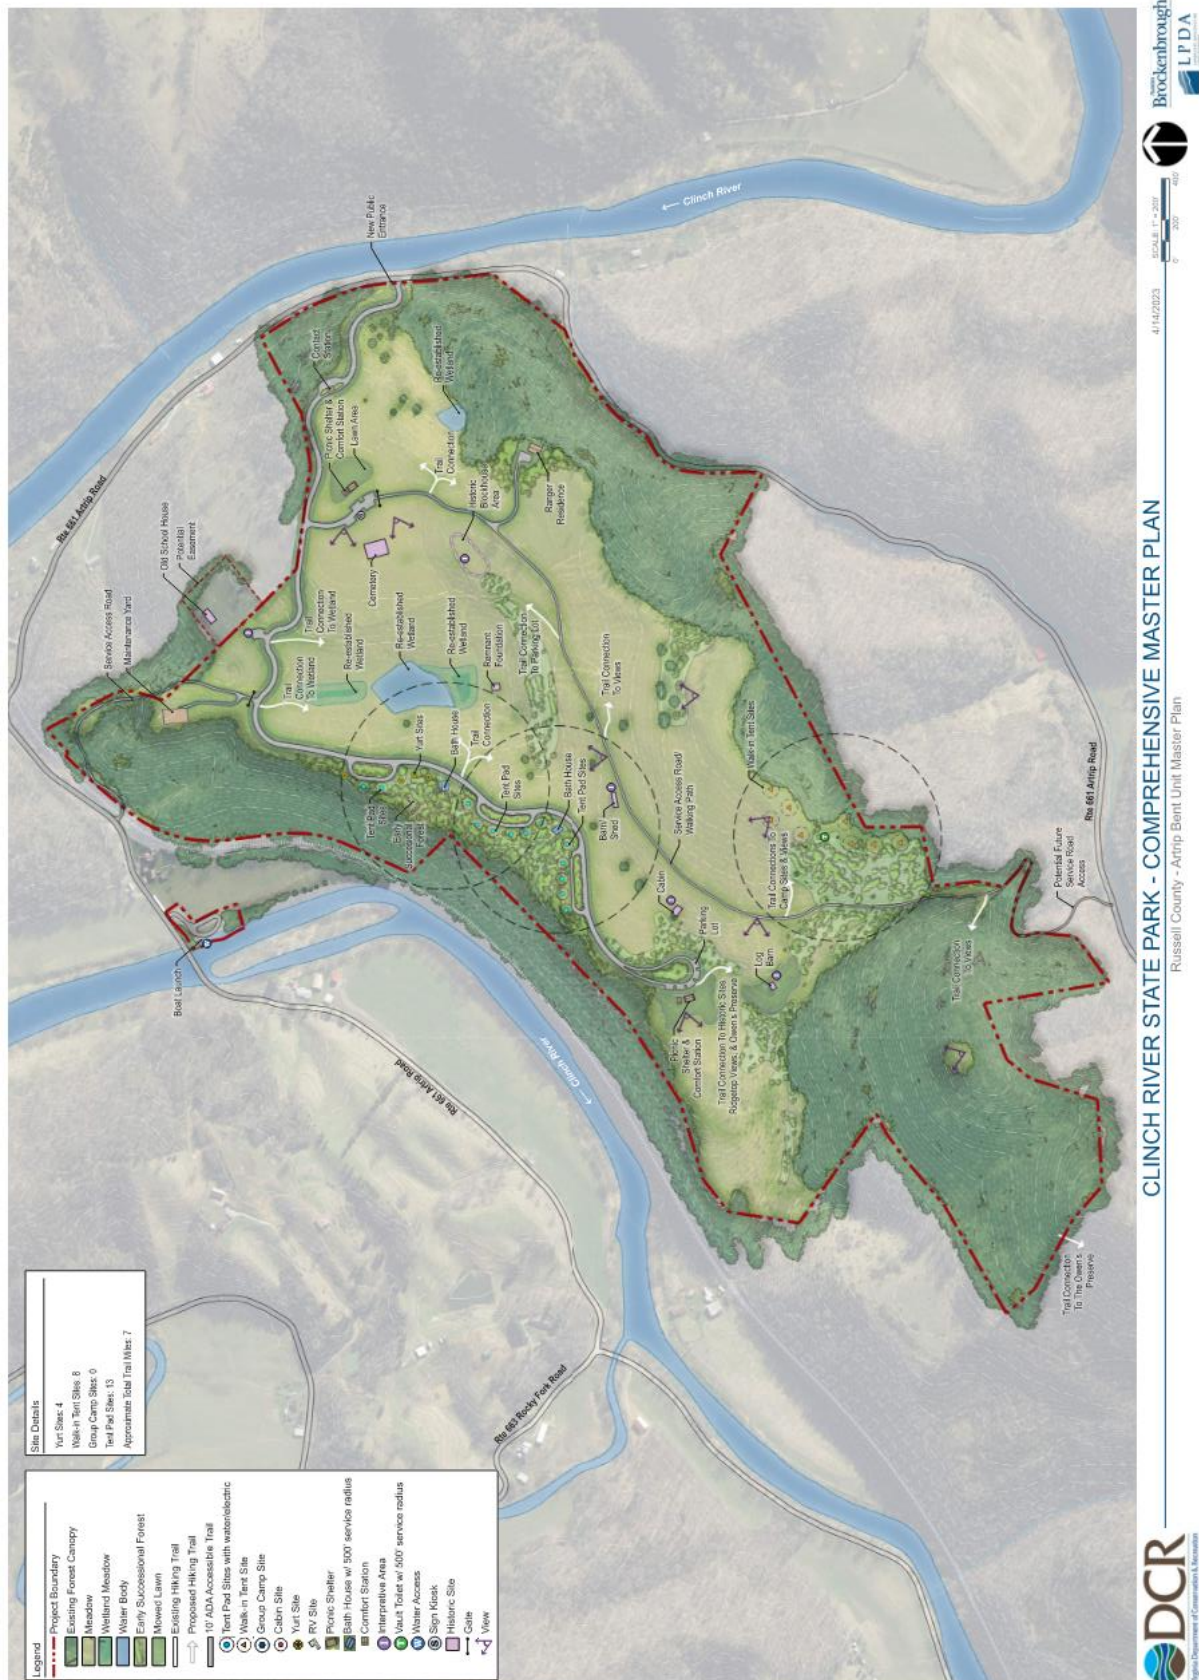 Legend
Project Boundary
Existing Forest Canopy
Meadow
Wetland Meadow
Water Body
Early Successional Forest
Mowed Lawn
Existing Hiking Trail
Proposed Hiking Trail
10' ADA Accessible Trail
Tent Pad Sites with water/electric
Walk-in Tent Site
Group Camp Site
Cabin Site
Yurt Site
RV Site
Picnic Shelter
Bath House w/ 500' service radius
Comfort Station
Interpretive Area
Vault Toilet w/ 500' service radius
Water Access
Sign Kiosk
Historic Site
Gate
View
Site Details
Yurt Sites: 4
Walk-in Tent Sites: 8
Group Camp Sites: 0
Tent Pad Sites: 13
Approximate Total Trail Miles: 7
Rte 663 Rocky Fork Road
Rte 661 Artrip Road
← Clinch River
Boat Launch
Rte 661 Artrip Road
Service Access Road
Maintenance Yard
Old School House
Potential
Easement
Trail
Connection
To Wetland
Trail
Connection
To Wetland
Re-established
Wetland
Re-established
Wetland
Re-established
Wetland
Remnant
Foundation
Cemetery
Picnic Shelter &
Comfort Station
Lawn Area
Contact
Station
New Public
Entrance
Re-established
Wetland
Trail
Connection
Historic
Blockhouse
Area
Ranger
Residence
← Clinch River
Yurt Sites
Bath House
Trail
Connection
Tent Pad
Sites
Early
Successional
Forest
Tent Pad
Sites
Bath House
Tent Pad Sites
Trail Connection
To Parking Lot
Trail Connection
To Views
Barn/
Shed
Service Access Road/
Walking Path
Cabin
Parking
Lot
Log
Barn
Picnic
Shelter &
Comfort Station
Trail Connection To Historic Sites
Ridgetop Views, & Owen's Preserve
Walk-in Tent Sites
Trail Connections To
Camp Sites & Views
Trail Connection
To Views
Potential Future
Service Road
Access
Rte 661 Artrip Road
Trail Connection
To The Owen's
Preserve
DCR
CLINCH RIVER STATE PARK - COMPREHENSIVE MASTER PLAN
Russell County - Artrip Bent Unit Master Plan
4/14/2023
SCALE: 1" = 200'
0' 200' 400'
Brockenbrough
LPDA